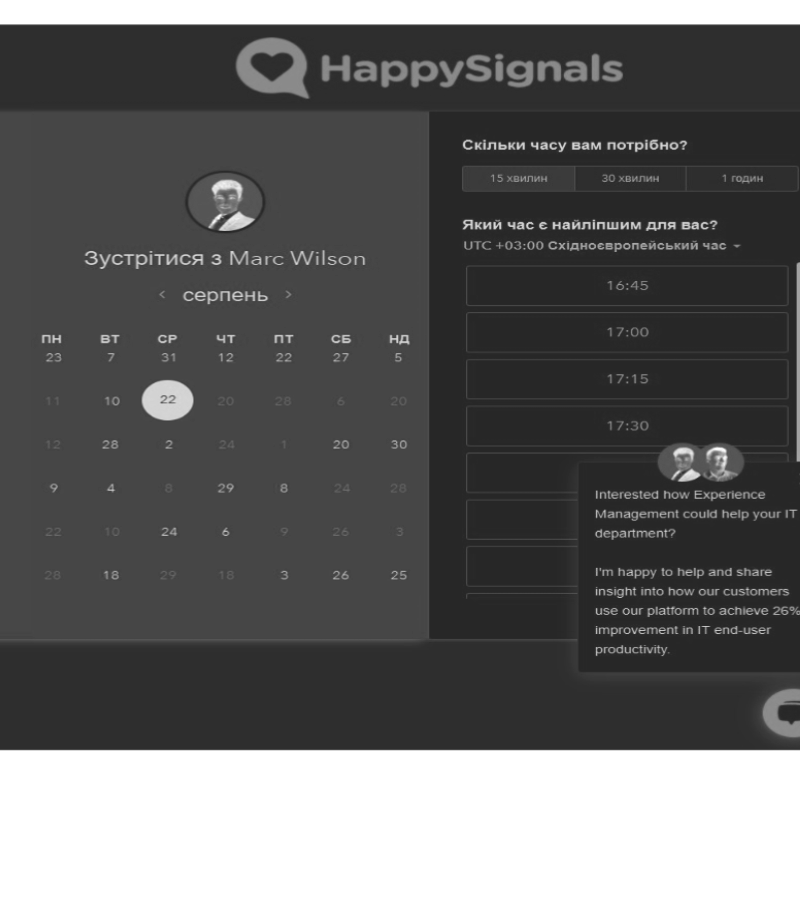 HappySignals
Зустрітися з Marc Wilson
‹ серпень ›
ПН ВТ СР ЧТ ПТ СБ НД
23 7 31 12 22 27 5
11 10 22 20 28 6 20
12 28 2 24 1 20 30
9 4 8 29 8 24 28
22 10 24 6 9 26 3
28 18 29 18 3 26 25
Скільки часу вам потрібно?
15 хвилин 30 хвилин 1 годин
Який час є найліпшим для вас?
UTC +03:00 Східноєвропейський час
16:45
17:00
17:15
17:30
Interested how Experience
Management could help your IT
department?
I'm happy to help and share
insight into how our customers
use our platform to achieve 26%
improvement in IT end-user
productivity.